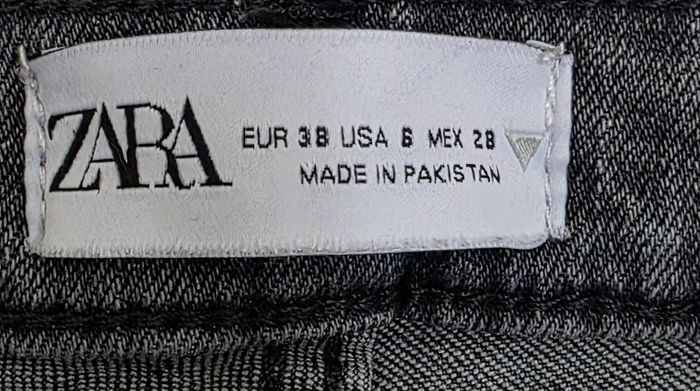 ZARA
EUR 38 USA 6 MEX 28
MADE IN PAKISTAN